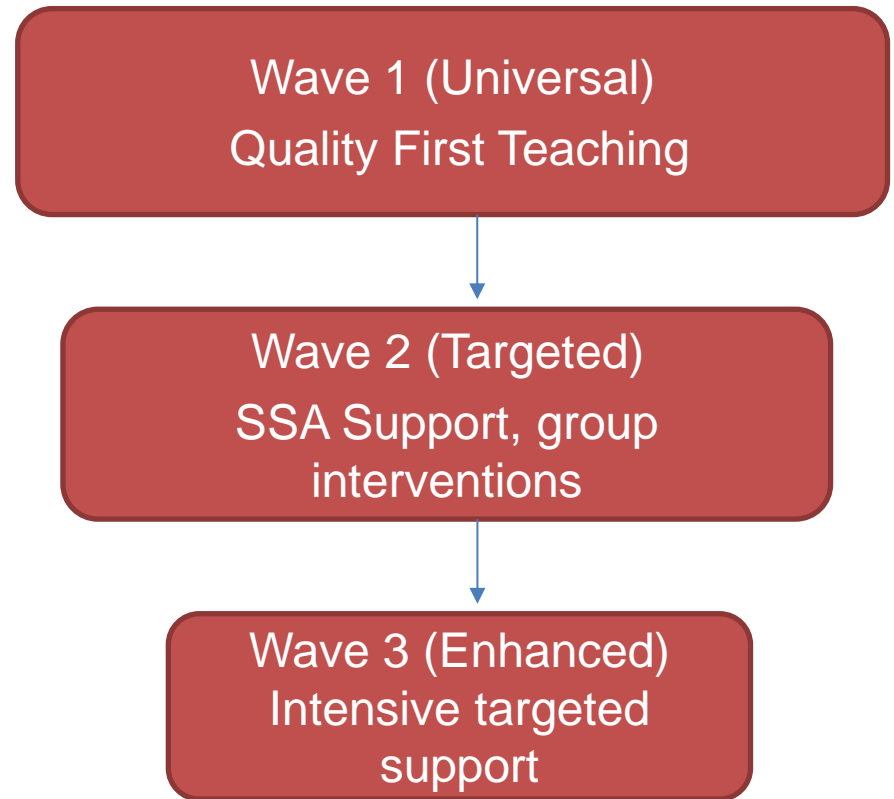 Wave 1 (Universal)
Quality First Teaching
Wave 2 (Targeted)
SSA Support, group
interventions
Wave 3 (Enhanced)
Intensive targeted
support